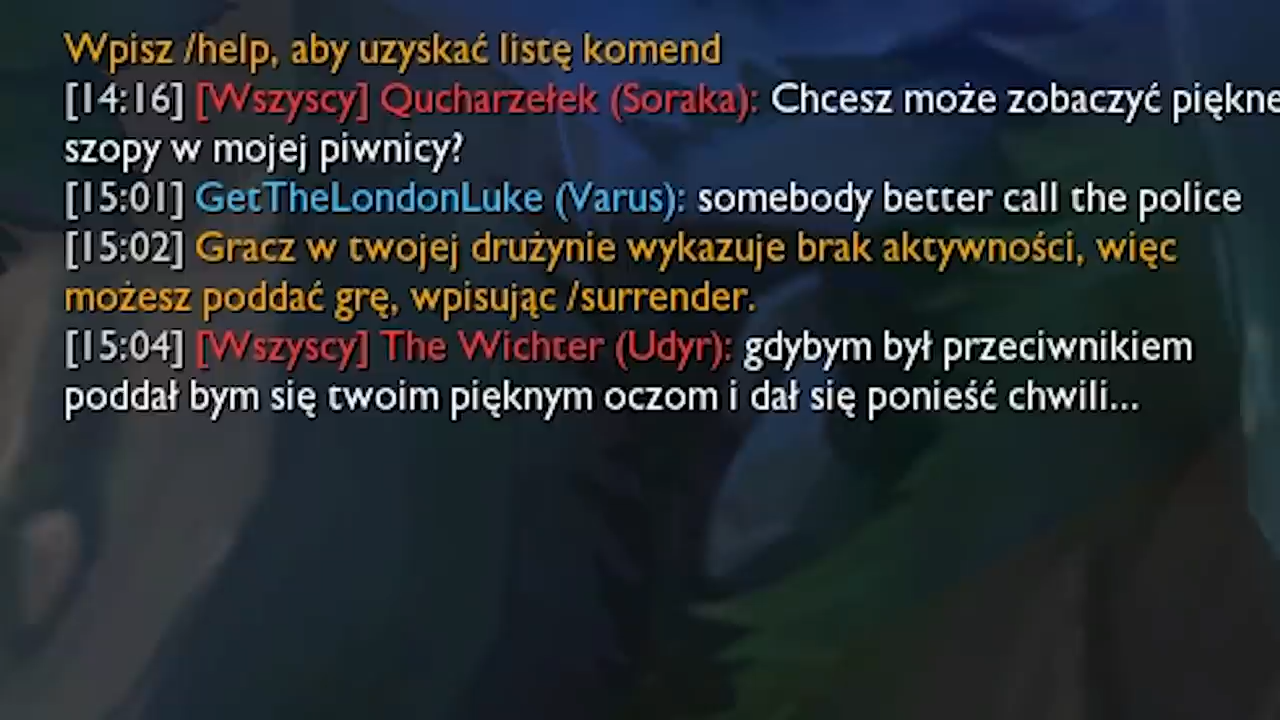 Wpisz /help, aby uzyskać listę komend
[14:16] [Wszyscy] Qucharzełek (Soraka): Chcesz może zobaczyć piękne
szopy w mojej piwnicy?
[15:01] GetTheLondonLuke (Varus): somebody better call the police
[15:02] Gracz w twojej drużynie wykazuje brak aktywności, więc
możesz poddać grę, wpisując /surrender.
[15:04] [Wszyscy] The Wichter (Udyr): gdybym był przeciwnikiem
poddał bym się twoim pięknym oczom i dał się ponieść chwili...